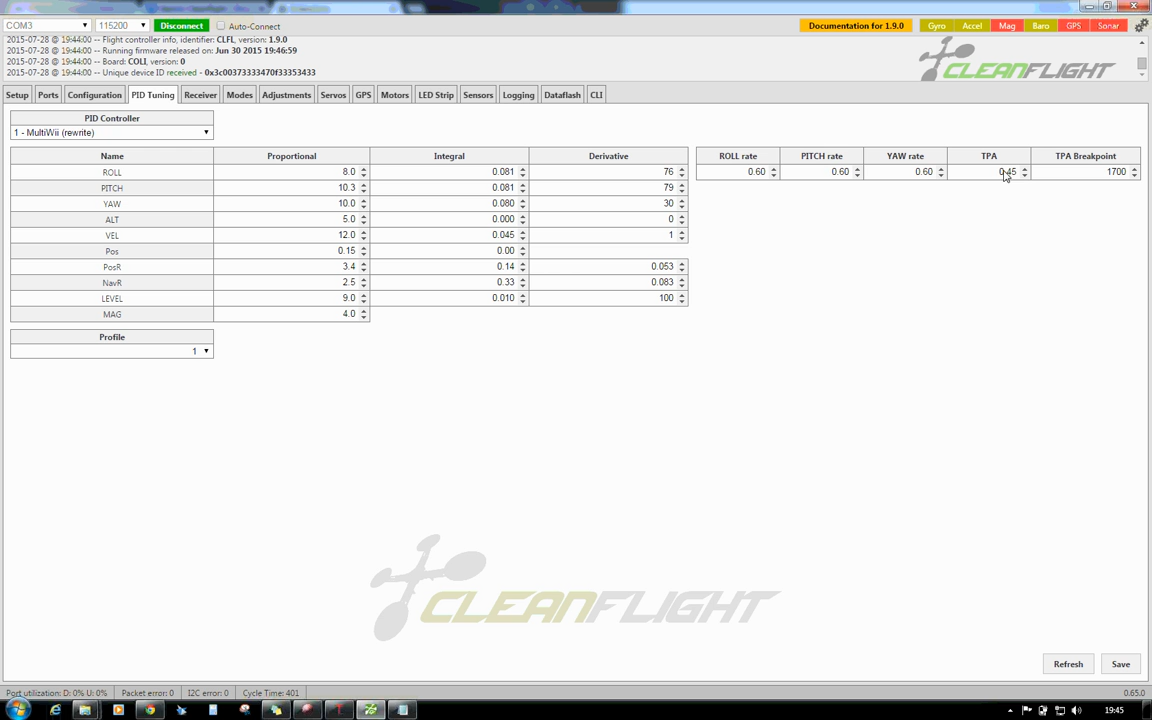 COM3 115200 Disconnect Auto-Connect Documentation for 1.9.0 Gyro Accel Mag Baro GPS Sonar
2015-07-28 @ 19:44:00 -- Flight controller info, identifier: CLFL, version: 1.9.0
2015-07-28 @ 19:44:00 -- Running firmware released on: Jun 30 2015 19:46:59
2015-07-28 @ 19:44:00 -- Board: COLI, version: 0
2015-07-28 @ 19:44:00 -- Unique device ID received - 0x3c00373333470f33353433
CLEANFLIGHT
Setup Ports Configuration PID Tuning Receiver Modes Adjustments Servos GPS Motors LED Strip Sensors Logging Dataflash CLI
PID Controller
1 - MultiWii (rewrite)
Name Proportional Integral Derivative ROLL rate PITCH rate YAW rate TPA TPA Breakpoint
ROLL 8.0 0.081 76 0.60 0.60 0.60 0.45 1700
PITCH 10.3 0.081 79
YAW 10.0 0.080 30
ALT 5.0 0.000 0
VEL 12.0 0.045 1
Pos 0.15 0.00
PosR 3.4 0.14 0.053
NavR 2.5 0.33 0.083
LEVEL 9.0 0.010 100
MAG 4.0
Profile
1
CLEANFLIGHT
Refresh Save
Port utilization: D: 0% U: 0% Packet error: 0 I2C error: 0 Cycle Time: 401 0.65.0
19:45